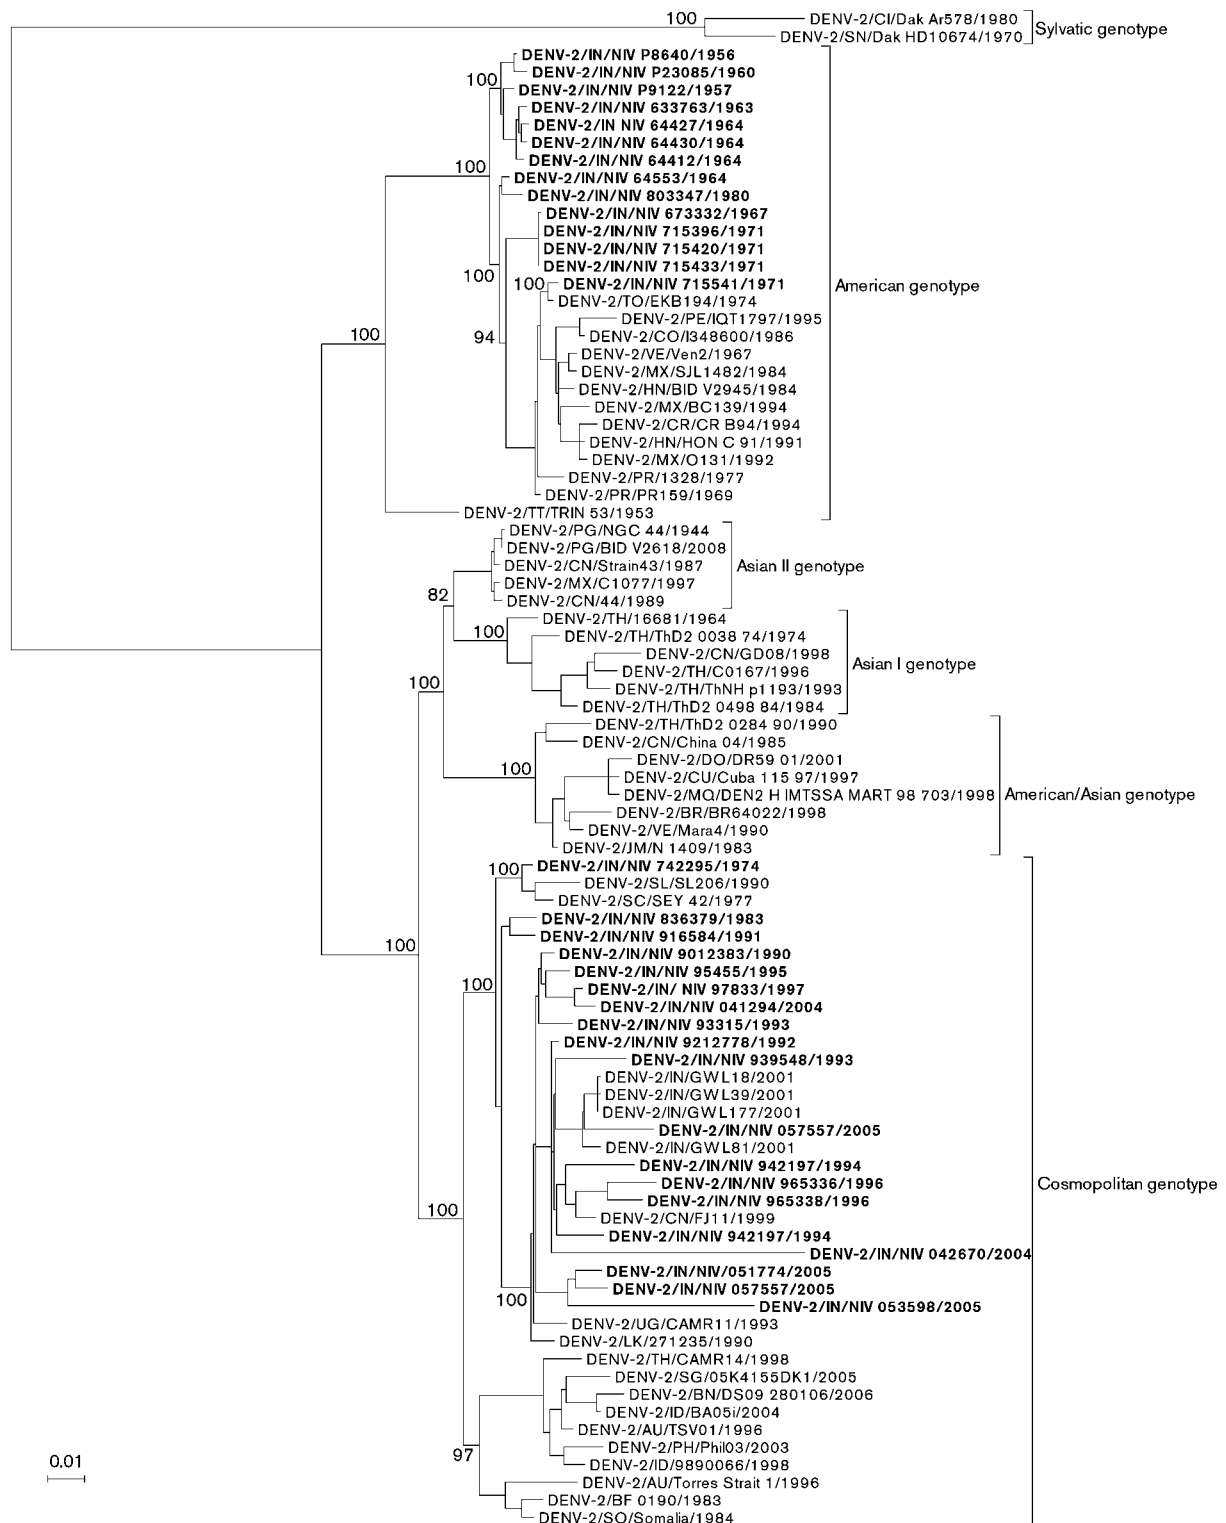 100
DENV-2/CI/Dak Ar578/1980
DENV-2/SN/Dak HD10674/1970
Sylvatic genotype
DENV-2/IN/NIV P8640/1956
DENV-2/IN/NIV P23085/1960
100
DENV-2/IN/NIV P9122/1957
DENV-2/IN/NIV 633763/1963
DENV-2/IN NIV 64427/1964
DENV-2/IN/NIV 64430/1964
DENV-2/IN/NIV 64412/1964
100
DENV-2/IN/NIV 64553/1964
DENV-2/IN/NIV 803347/1980
DENV-2/IN/NIV 673332/1967
DENV-2/IN/NIV 715396/1971
DENV-2/IN/NIV 715420/1971
DENV-2/IN/NIV 715433/1971
100
100
DENV-2/IN/NIV 715541/1971
American genotype
DENV-2/TO/EKB194/1974
DENV-2/PE/IQT1797/1995
100
94
DENV-2/CO/I348600/1986
DENV-2/VE/Ven2/1967
DENV-2/MX/SJL1482/1984
DENV-2/HN/BID V2945/1984
DENV-2/MX/BC139/1994
DENV-2/CR/CR B94/1994
DENV-2/HN/HON C 91/1991
DENV-2/MX/O131/1992
DENV-2/PR/1328/1977
DENV-2/PR/PR159/1969
DENV-2/TT/TRIN 53/1953
DENV-2/PG/NGC 44/1944
DENV-2/PG/BID V2618/2008
DENV-2/CN/Strain43/1987
Asian II genotype
DENV-2/MX/C1077/1997
82
DENV-2/CN/44/1989
DENV-2/TH/16681/1964
100
DENV-2/TH/ThD2 0038 74/1974
DENV-2/CN/GD08/1998
Asian I genotype
DENV-2/TH/C0167/1996
100
DENV-2/TH/ThNH p1193/1993
DENV-2/TH/ThD2 0498 84/1984
DENV-2/TH/ThD2 0284 90/1990
DENV-2/CN/China 04/1985
DENV-2/DO/DR59 01/2001
100
DENV-2/CU/Cuba 115 97/1997
DENV-2/MQ/DEN2 H IMTSSA MART 98 703/1998
American/Asian genotype
DENV-2/BR/BR64022/1998
DENV-2/VE/Mara4/1990
DENV-2/JM/N 1409/1983
100
DENV-2/IN/NIV 742295/1974
DENV-2/SL/SL206/1990
DENV-2/SC/SEY 42/1977
DENV-2/IN/NIV 836379/1983
DENV-2/IN/NIV 916584/1991
100
DENV-2/IN/NIV 9012383/1990
DENV-2/IN/NIV 95455/1995
100
DENV-2/IN/ NIV 97833/1997
DENV-2/IN/NIV 041294/2004
DENV-2/IN/NIV 93315/1993
DENV-2/IN/NIV 9212778/1992
DENV-2/IN/NIV 939548/1993
DENV-2/IN/GWL18/2001
DENV-2/IN/GWL39/2001
DENV-2/IN/GWL177/2001
DENV-2/IN/NIV 057557/2005
DENV-2/IN/GWL81/2001
DENV-2/IN/NIV 942197/1994
DENV-2/IN/NIV 965336/1996
Cosmopolitan genotype
DENV-2/IN/NIV 965338/1996
100
DENV-2/CN/FJ11/1999
DENV-2/IN/NIV 942197/1994
DENV-2/IN/NIV 042670/2004
DENV-2/IN/NIV/051774/2005
DENV-2/IN/NIV 057557/2005
100
DENV-2/IN/NIV 053598/2005
DENV-2/UG/CAMR11/1993
DENV-2/LK/271235/1990
DENV-2/TH/CAMR14/1998
DENV-2/SG/05K4155DK1/2005
DENV-2/BN/DS09 280106/2006
DENV-2/ID/BA05i/2004
DENV-2/AU/TSV01/1996
DENV-2/PH/Phil03/2003
97
0.01
DENV-2/ID/9890066/1998
DENV-2/AU/Torres Strait 1/1996
DENV-2/BF 0190/1983
DENV-2/SO/Somalia/1984